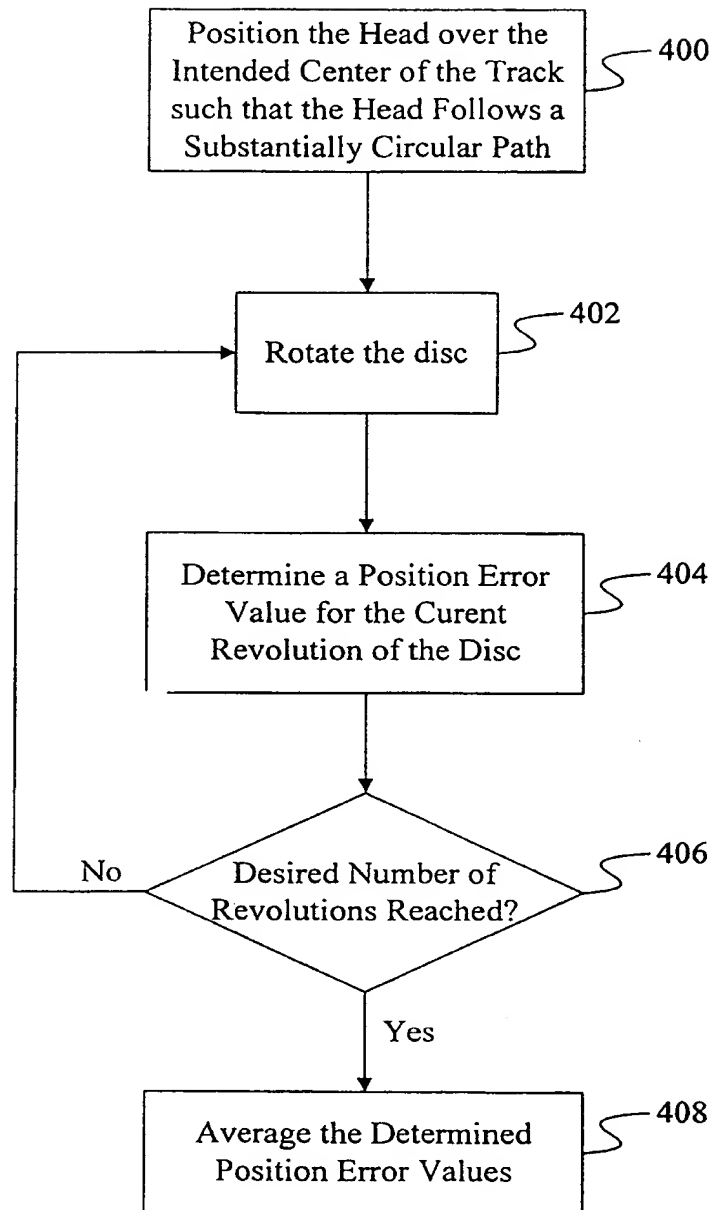 Position the Head over the
Intended Center of the Track
such that the Head Follows a
Substantially Circular Path
400
Rotate the disc
402
Determine a Position Error
Value for the Curent
Revolution of the Disc
404
Desired Number of
Revolutions Reached?
406
No
Yes
Average the Determined
Position Error Values
408